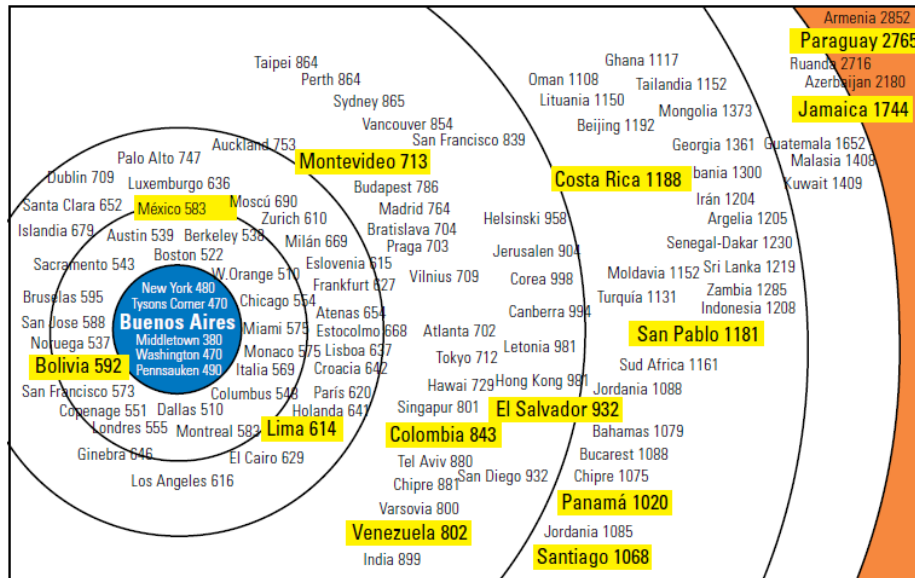 Armenia 2852
Paraguay 2765
Ruanda 2716
Azerbaijan 2180
Jamaica 1744
Guatemala 1652
Malasia 1408
Kuwait 1409
Ghana 1117
Oman 1108
Tailandia 1152
Lituania 1150
Mongolia 1373
Beijing 1192
Georgia 1361
bania 1300
Costa Rica 1188
Irán 1204
Argelia 1205
Senegal-Dakar 1230
Moldavia 1152
Sri Lanka 1219
Zambia 1285
Turquía 1131
Indonesia 1208
San Pablo 1181
Sud Africa 1161
Jordania 1088
Bahamas 1079
Bucarest 1088
Chipre 1075
Panamá 1020
Jordania 1085
Santiago 1068
Taipei 864
Perth 864
Sydney 865
Vancouver 854
San Francisco 839
Auckland 753
Montevideo 713
Budapest 786
Madrid 764
Bratislava 704
Praga 703
Vilnius 709
Helsinski 958
Jerusalen 904
Corea 998
Canberra 994
Atlanta 702
Letonia 981
Tokyo 712
Hawai 729
Hong Kong 981
Singapur 801
El Salvador 932
Colombia 843
Tel Aviv 880
San Diego 932
Chipre 881
Varsovia 800
Venezuela 802
India 899
Palo Alto 747
Dublin 709
Luxemburgo 636
Santa Clara 652
México 583
Moscú 690
Zurich 610
Islandia 679
Austin 539
Berkeley 538
Milán 669
Boston 522
Eslovenia 615
Sacramento 543
W.Orange 510
Frankfurt 627
Bruselas 595
New York 480
Chicago 554
Tysons Corner 470
Atenas 654
San Jose 588
Buenos Aires
Miami 575
Estocolmo 668
Noruega 537
Middletown 380
Monaco 575
Lisboa 637
Bolivia 592
Washington 470
Italia 569
Croacia 642
Pennsauken 490
San Francisco 573
Columbus 548
París 620
Copenage 551
Dallas 510
Holanda 641
Londres 555
Montreal 583
Lima 614
Ginebra 646
El Cairo 629
Los Angeles 616